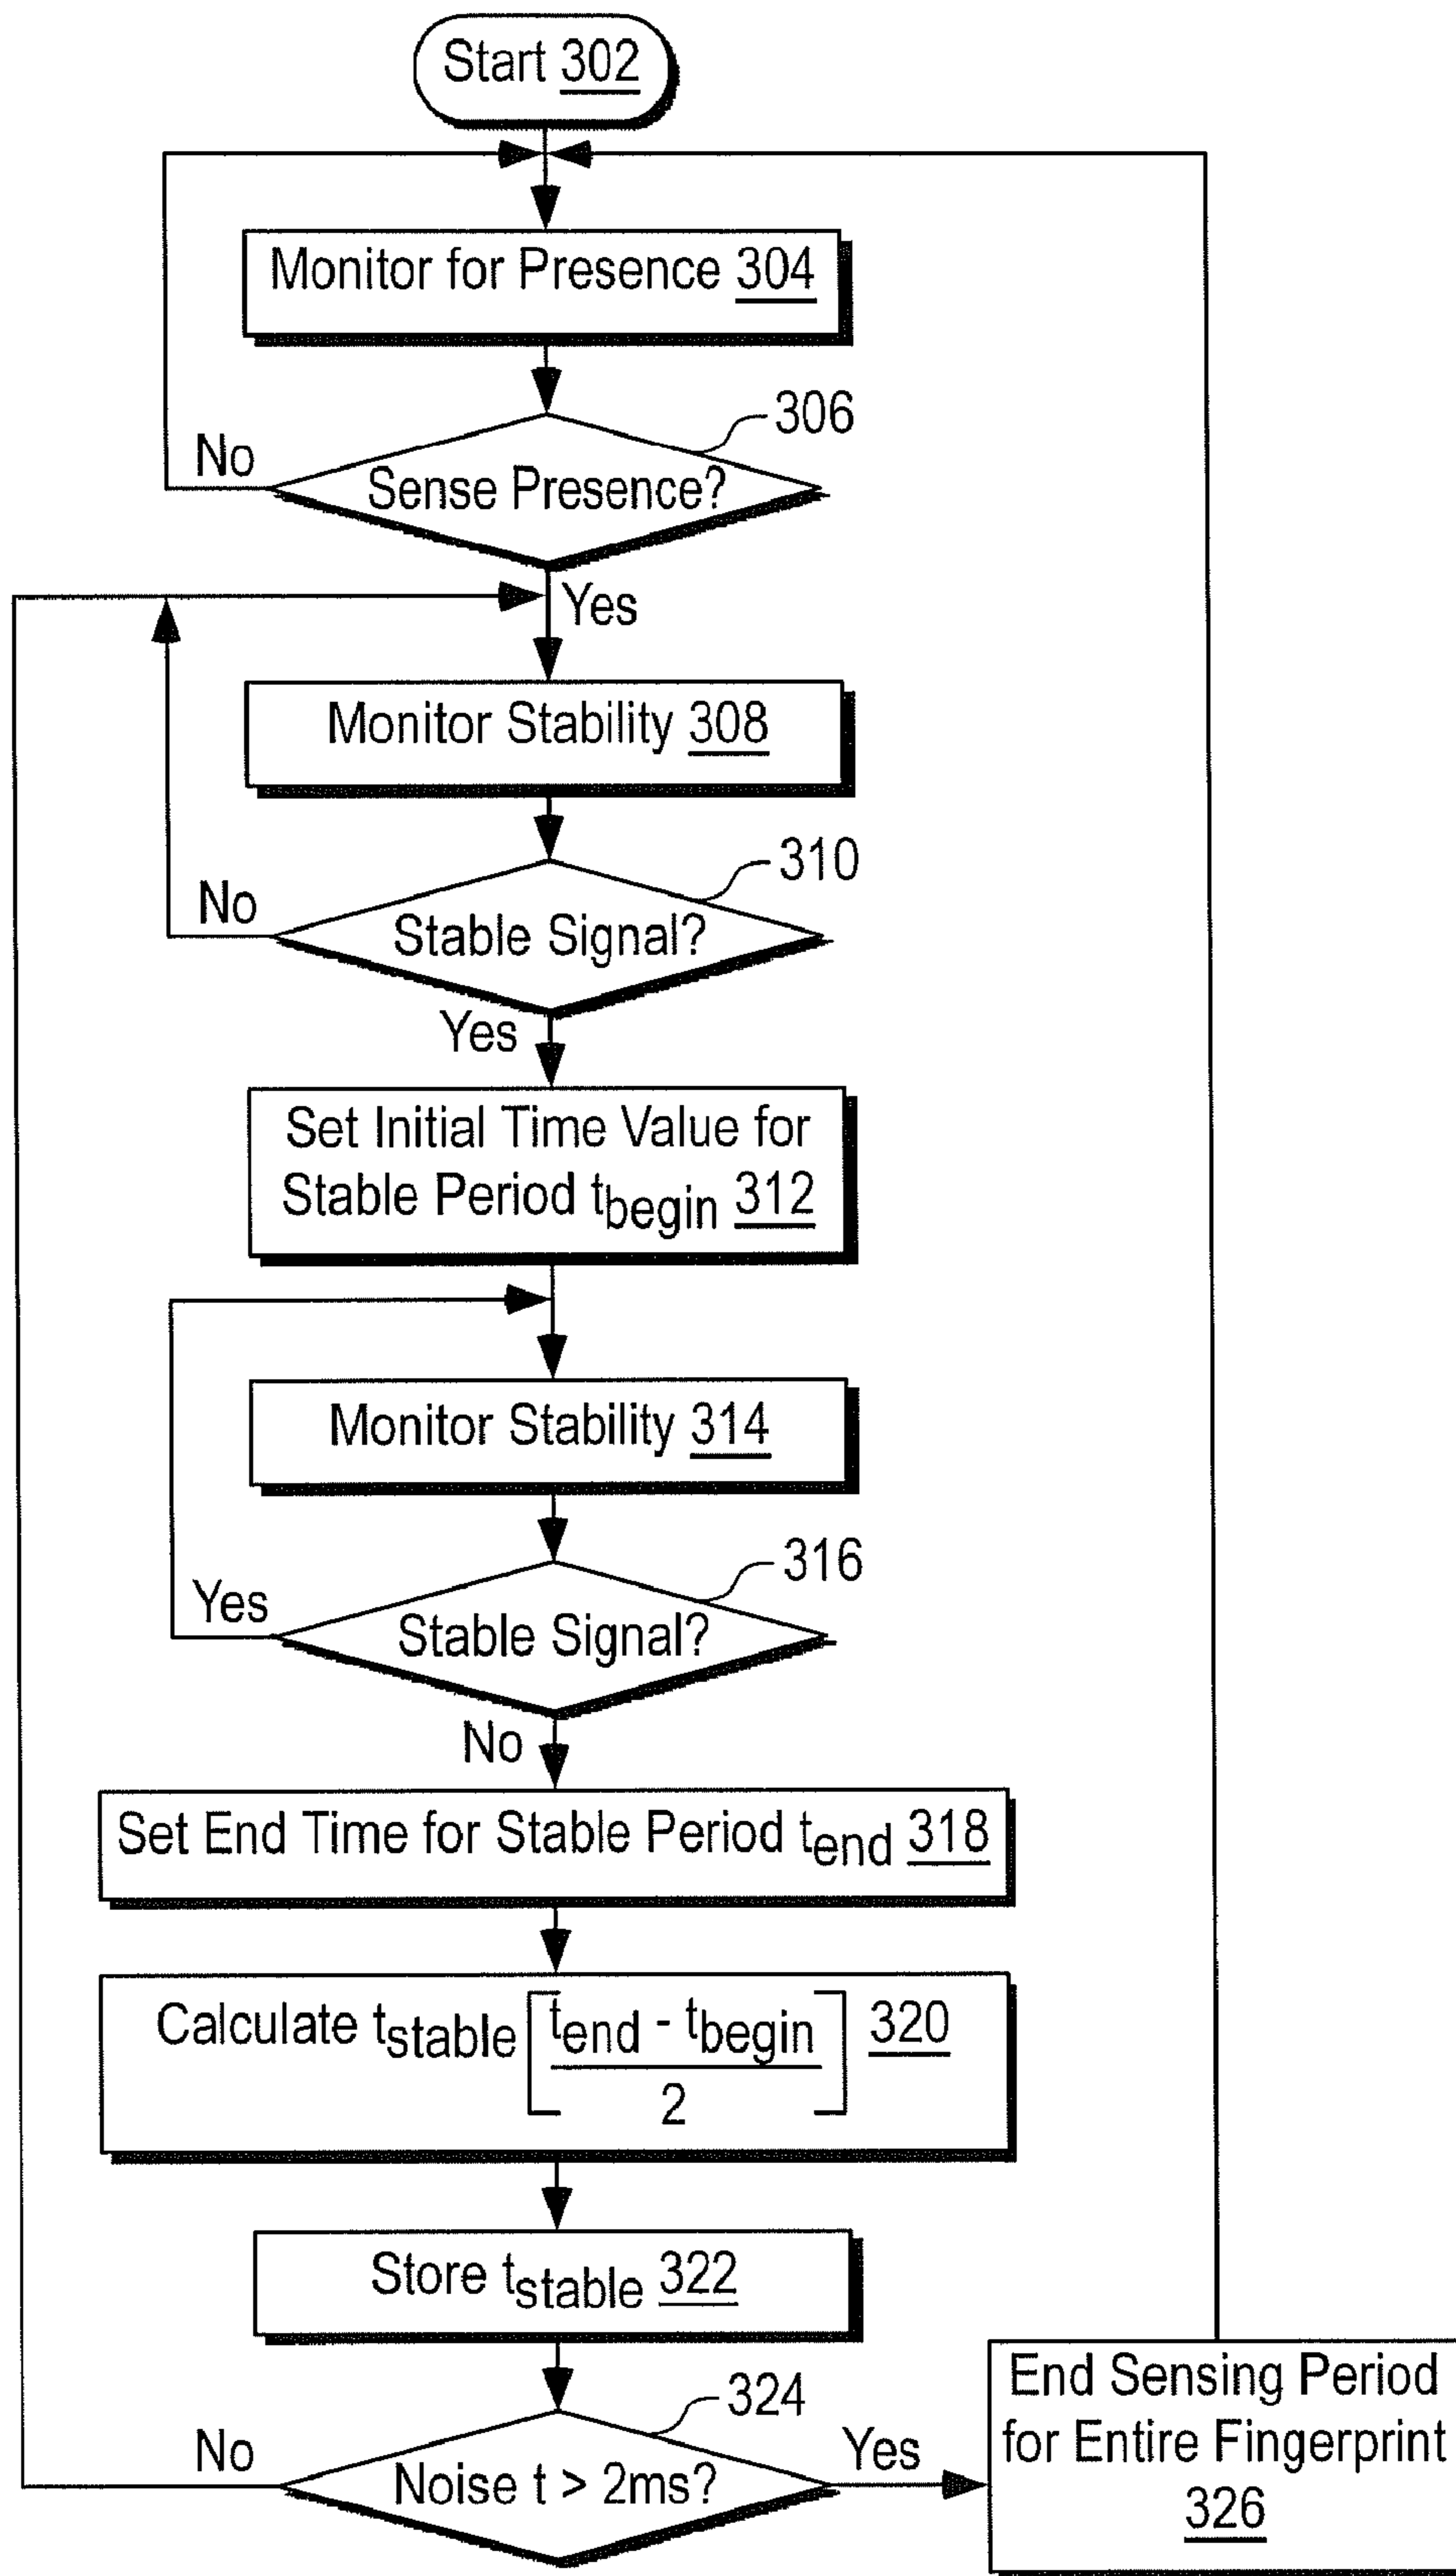 Start 302
Monitor for Presence 304
306
No
Sense Presence?
Yes
Monitor Stability 308
310
No
Stable Signal?
Yes
Set Initial Time Value for
Stable Period tbegin 312
Monitor Stability 314
316
Yes
Stable Signal?
No
Set End Time for Stable Period tend 318
Calculate tstable [tend - tbegin / 2] 320
Store tstable 322
324
No
Noise t > 2ms?
Yes
End Sensing Period
for Entire Fingerprint
326